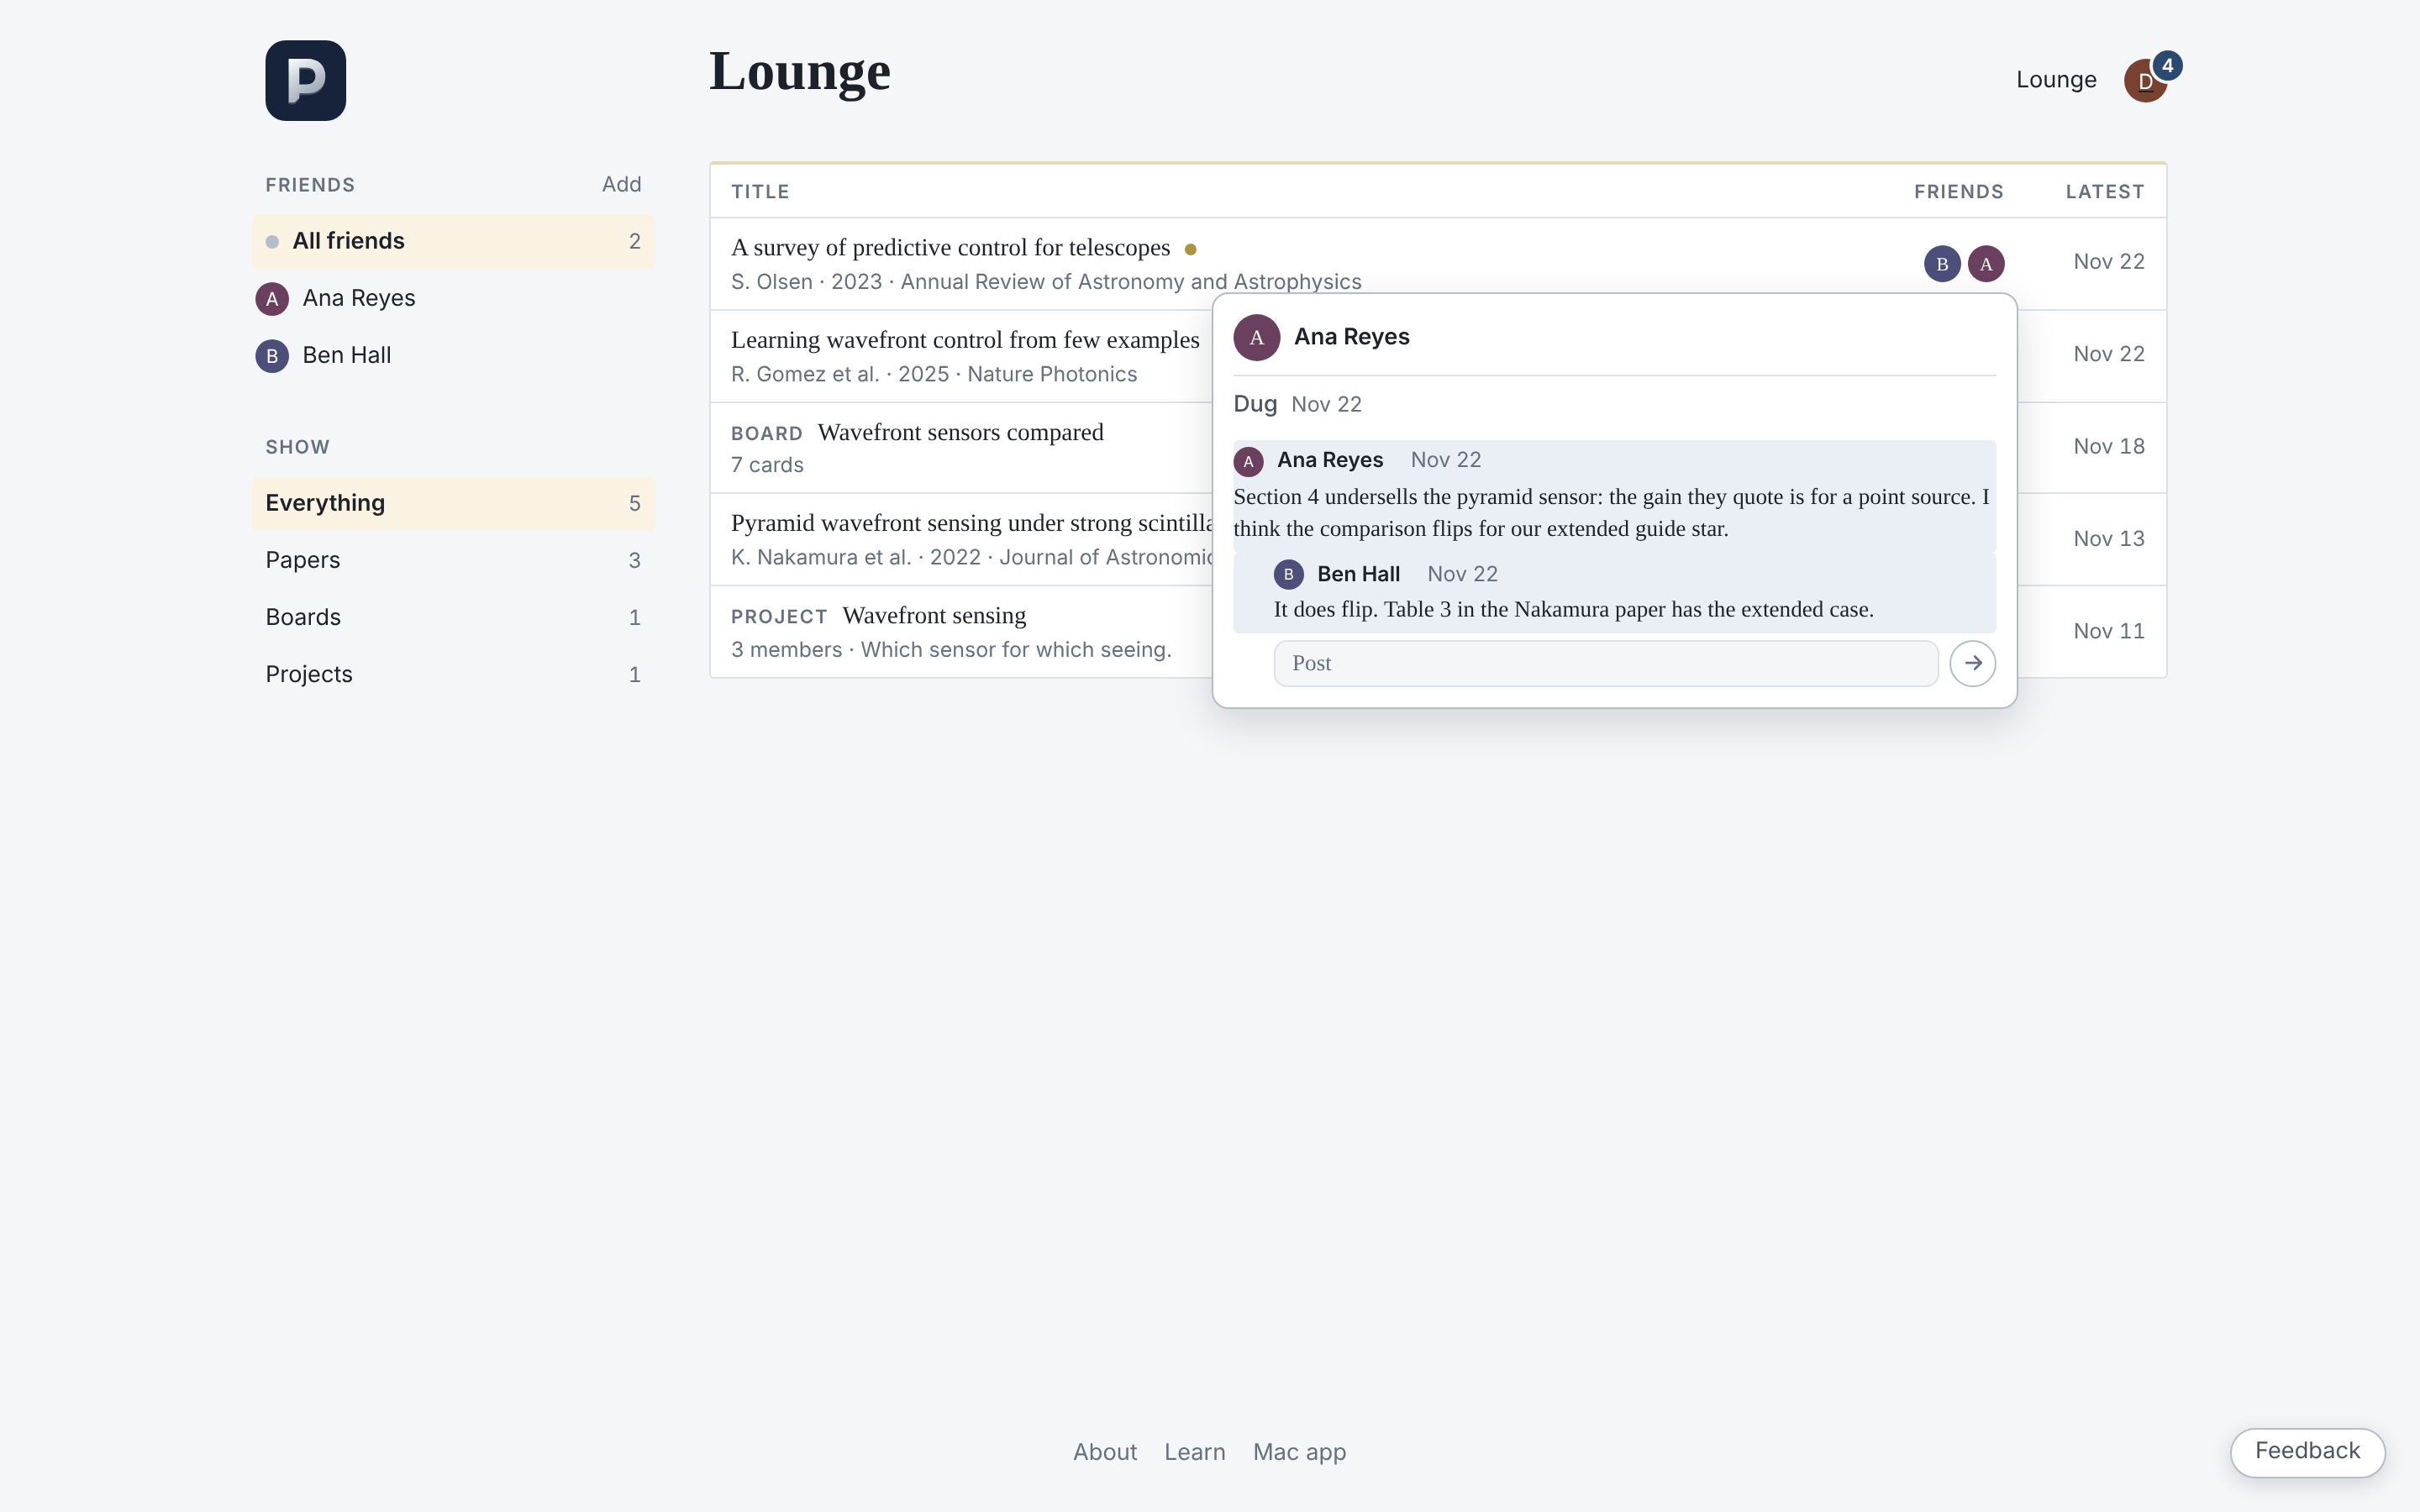 P
Lounge
Lounge
D
4
FRIENDS
Add
All friends
2
A
Ana Reyes
B
Ben Hall
SHOW
Everything
5
Papers
3
Boards
1
Projects
1
TITLE
FRIENDS
LATEST
A survey of predictive control for telescopes
S. Olsen · 2023 · Annual Review of Astronomy and Astrophysics
B
A
Nov 22
Learning wavefront control from few examples
R. Gomez et al. · 2025 · Nature Photonics
Nov 22
BOARD Wavefront sensors compared
7 cards
Nov 18
Pyramid wavefront sensing under strong
K. Nakamura et al. · 2022 · Journal of
Nov 13
PROJECT Wavefront sensing
3 members · Which sensor for which seeing.
Nov 11
A
Ana Reyes
Dug Nov 22
A
Ana Reyes Nov 22
Section 4 undersells the pyramid sensor: the gain they quote is for a point source. I
think the comparison flips for our extended guide star.
B
Ben Hall Nov 22
It does flip. Table 3 in the Nakamura paper has the extended case.
Post
About
Learn
Mac app
Feedback